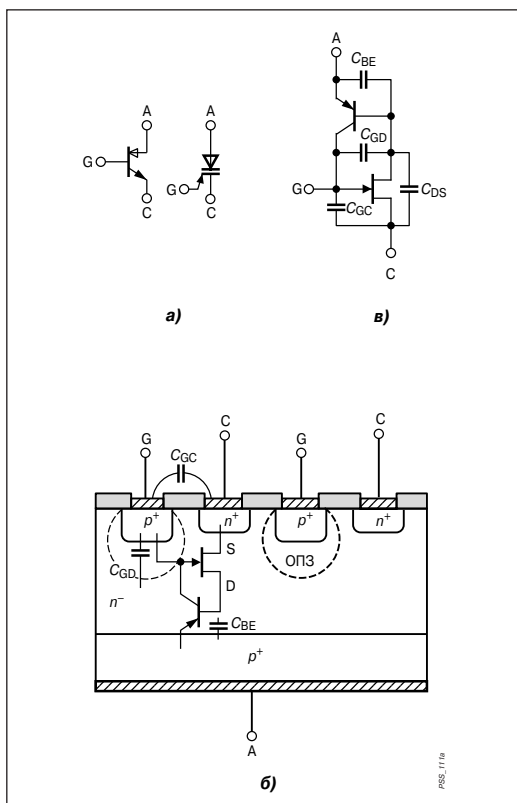 A
A
G
G
C
C
а)
A
C_BE
C_GD
G
C_GC
C_DS
C
в)
G
C_GC
C
G
C
p+
n+
p+
n+
S
ОПЗ
C_GD
D
n−
C_BE
p+
A
б)
PSS_111a